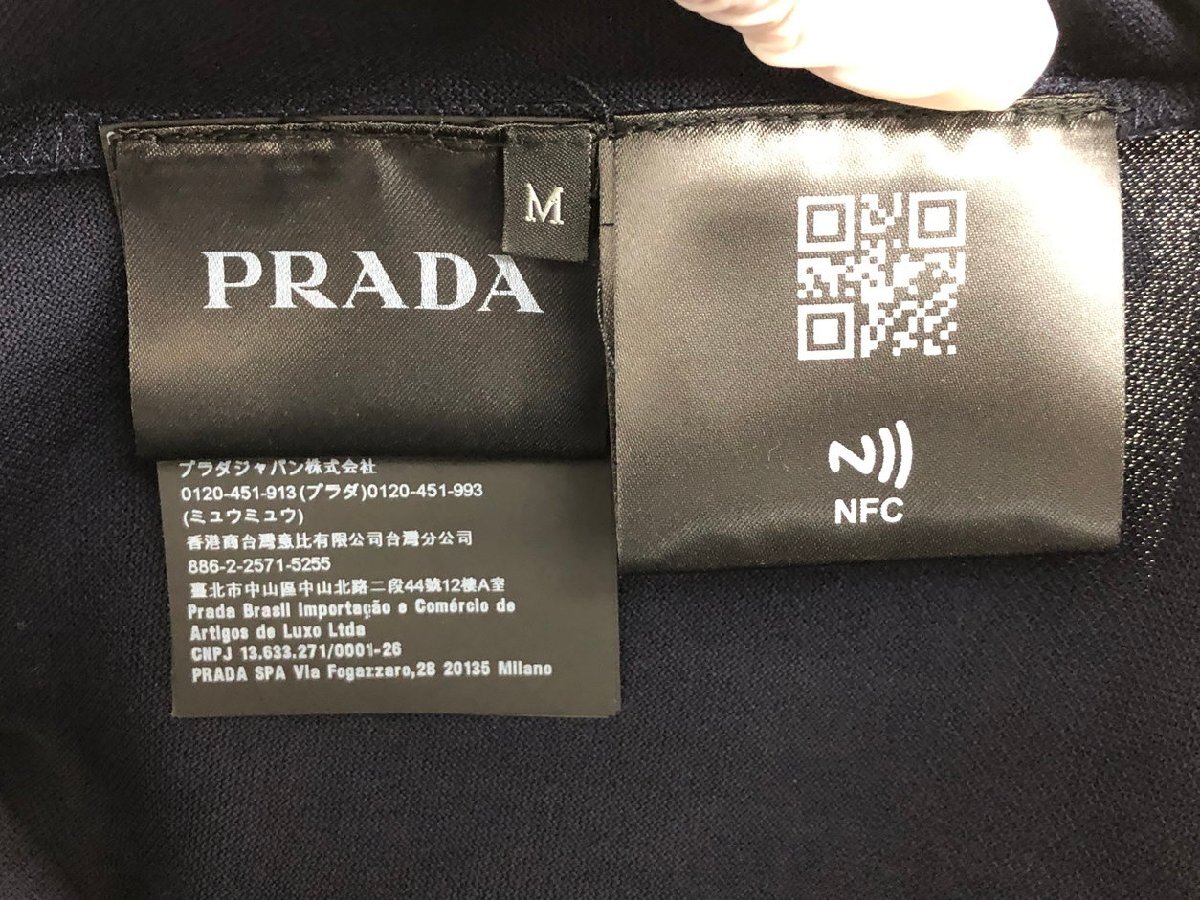 PRADA
M
プラダジャパン株式会社
0120-451-913(プラダ)0120-451-993
(ミュウミュウ)
香港商台灣意比有限公司台灣分公司
886-2-2571-5255
臺北市中山區中山北路二段44號12樓A室
Prada Brasil Importação e Comércio de
Artigos de Luxo Ltda
CNPJ 13.633.271/0001-26
PRADA SPA Via Fogazzaro,28 20135 Milano
NFC